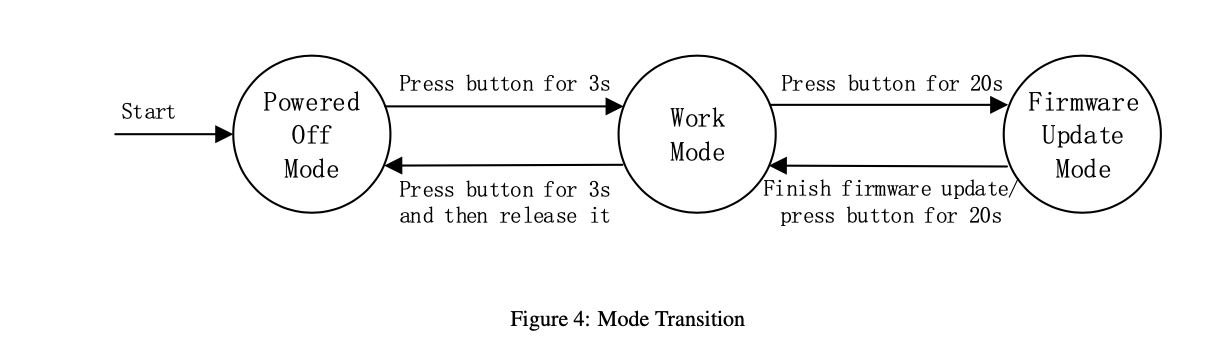 Start
Powered
Off
Mode
Press button for 3s
Press button for 3s
and then release it
Work
Mode
Press button for 20s
Finish firmware update/
press button for 20s
Firmware
Update
Mode
Figure 4: Mode Transition